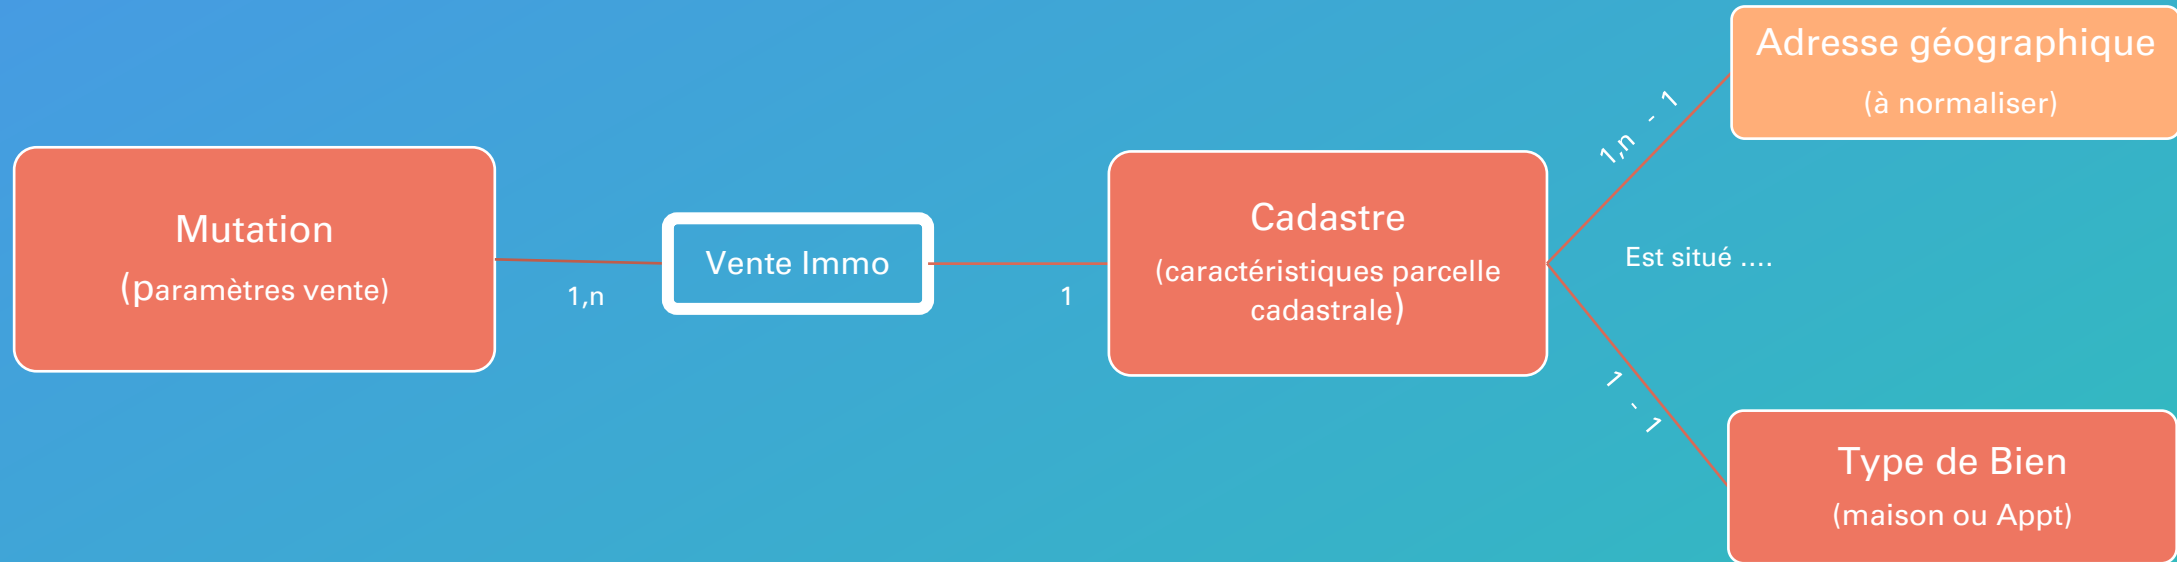 Mutation
(paramètres vente)
1,n
Vente Immo
1
Cadastre
(caractéristiques parcelle
cadastrale)
1,n - 1
Adresse géographique
(à normaliser)
Est situé ....
1 - 1
Type de Bien
(maison ou Appt)